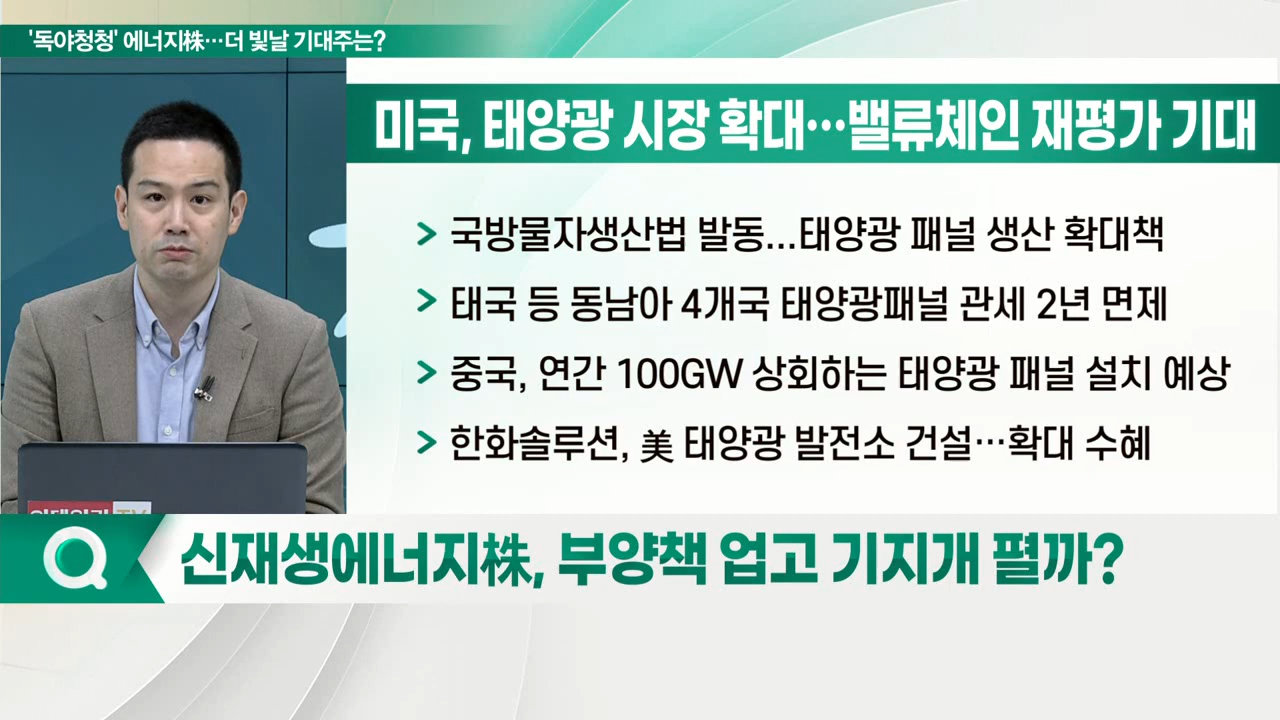 '독야청청' 에너지株…더 빛날 기대주는?
미국, 태양광 시장 확대…밸류체인 재평가 기대
> 국방물자생산법 발동...태양광 패널 생산 확대책
> 태국 등 동남아 4개국 태양광패널 관세 2년 면제
> 중국, 연간 100GW 상회하는 태양광 패널 설치 예상
> 한화솔루션, 美 태양광 발전소 건설…확대 수혜
Q 신재생에너지株, 부양책 업고 기지개 펼까?